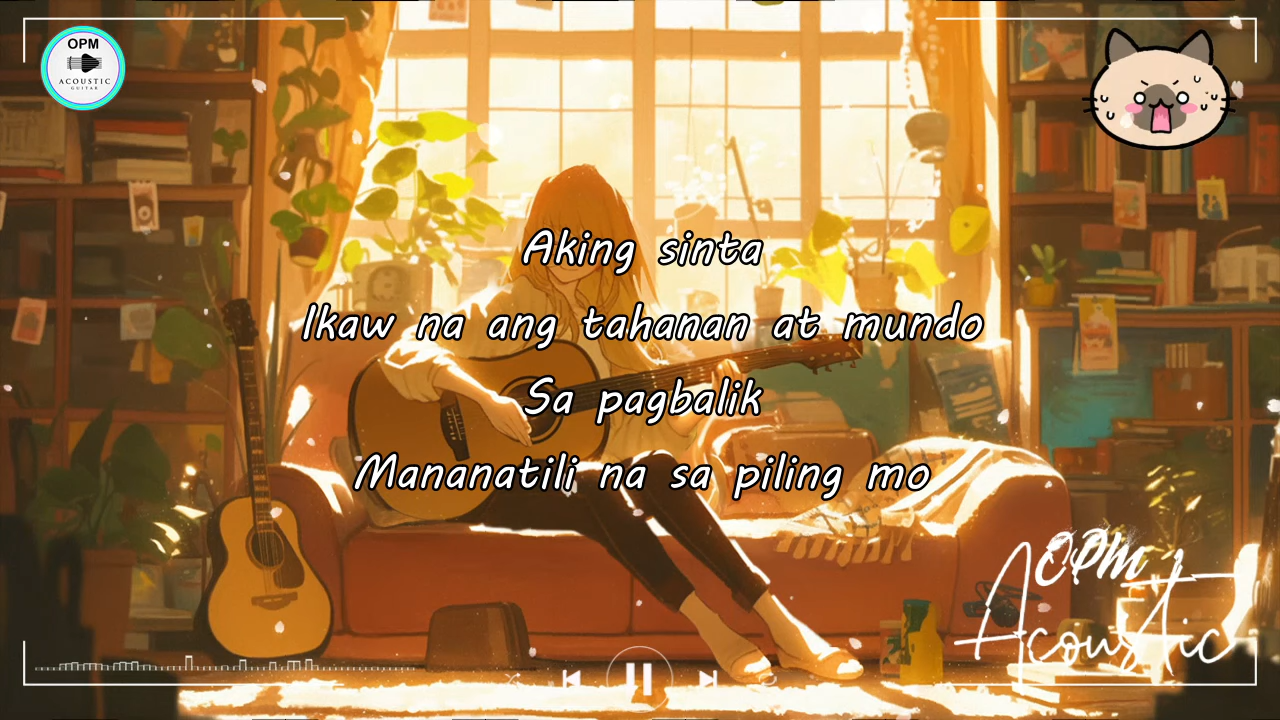 OPM
ACOUSTIC
GUITAR
Aking sinta
Ikaw na ang tahanan at mundo
Sa pagbalik
Mananatili na sa piling mo
OPM
Acoustic